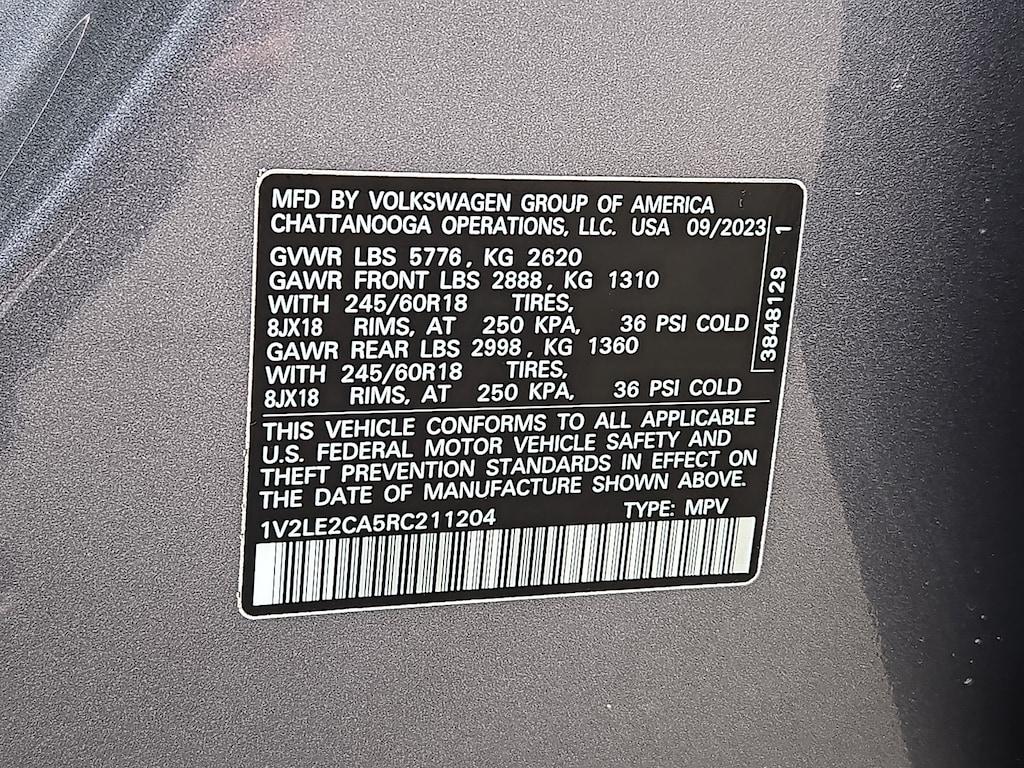 MFD BY VOLKSWAGEN GROUP OF AMERICA
CHATTANOOGA OPERATIONS, LLC. USA 09/2023
GVWR LBS 5776, KG 2620
GAWR FRONT LBS 2888, KG 1310
WITH 245/60R18 TIRES,
8JX18 RIMS, AT 250 KPA, 36 PSI COLD
GAWR REAR LBS 2998, KG 1360
WITH 245/60R18 TIRES,
8JX18 RIMS, AT 250 KPA, 36 PSI COLD
3848129 1
THIS VEHICLE CONFORMS TO ALL APPLICABLE
U.S. FEDERAL MOTOR VEHICLE SAFETY AND
THEFT PREVENTION STANDARDS IN EFFECT ON
THE DATE OF MANUFACTURE SHOWN ABOVE.
1V2LE2CA5RC211204 TYPE: MPV